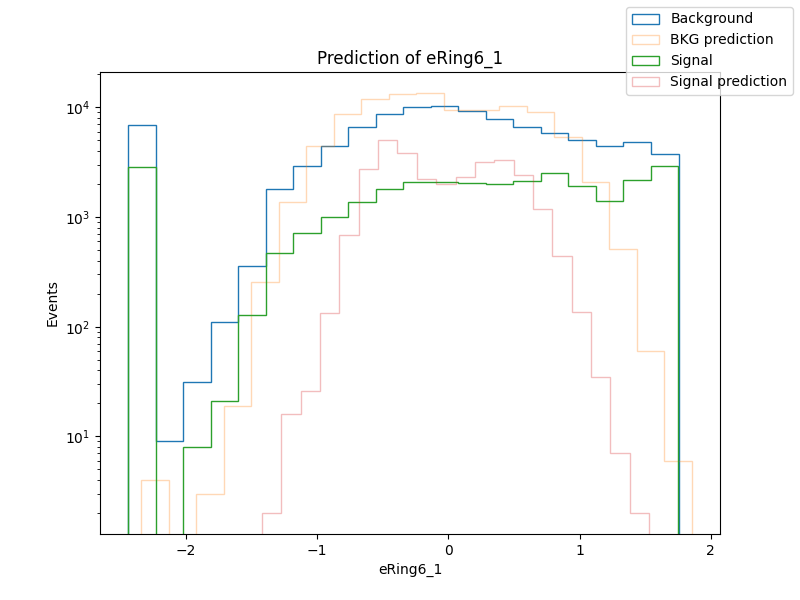 Prediction of eRing6_1
Background
BKG prediction
Signal
Signal prediction
Events
10⁴
10³
10²
10¹
−2
−1
0
1
2
eRing6_1